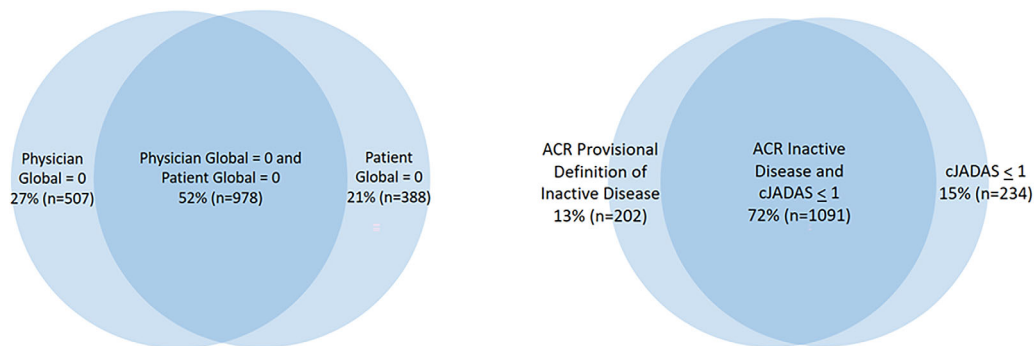 Physician
Global = 0
27% (n=507)
Physician Global = 0 and
Patient Global = 0
52% (n=978)
Patient
Global = 0
21% (n=388)
ACR Provisional
Definition of
Inactive Disease
13% (n=202)
ACR Inactive
Disease and
cJADAS ≤ 1
72% (n=1091)
cJADAS ≤ 1
15% (n=234)